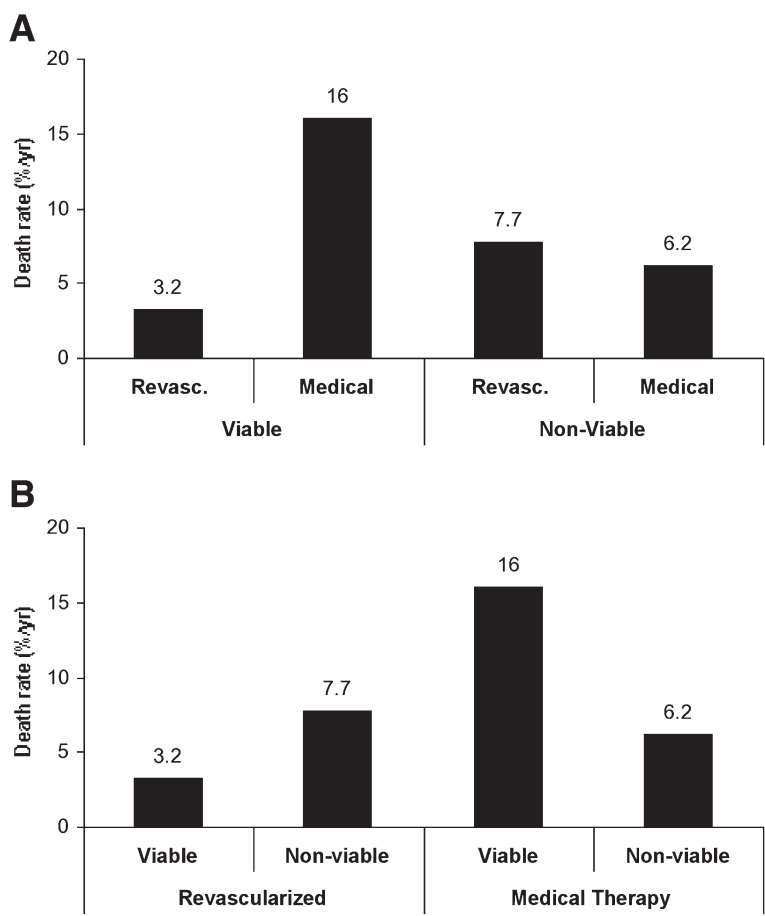 A
Death rate (%/yr)
20
15
10
5
0
3.2
16
7.7
6.2
Revasc. Medical Revasc. Medical
Viable Non-Viable
B
Death rate (%/yr)
20
15
10
5
0
3.2
7.7
16
6.2
Viable Non-viable Viable Non-viable
Revascularized Medical Therapy